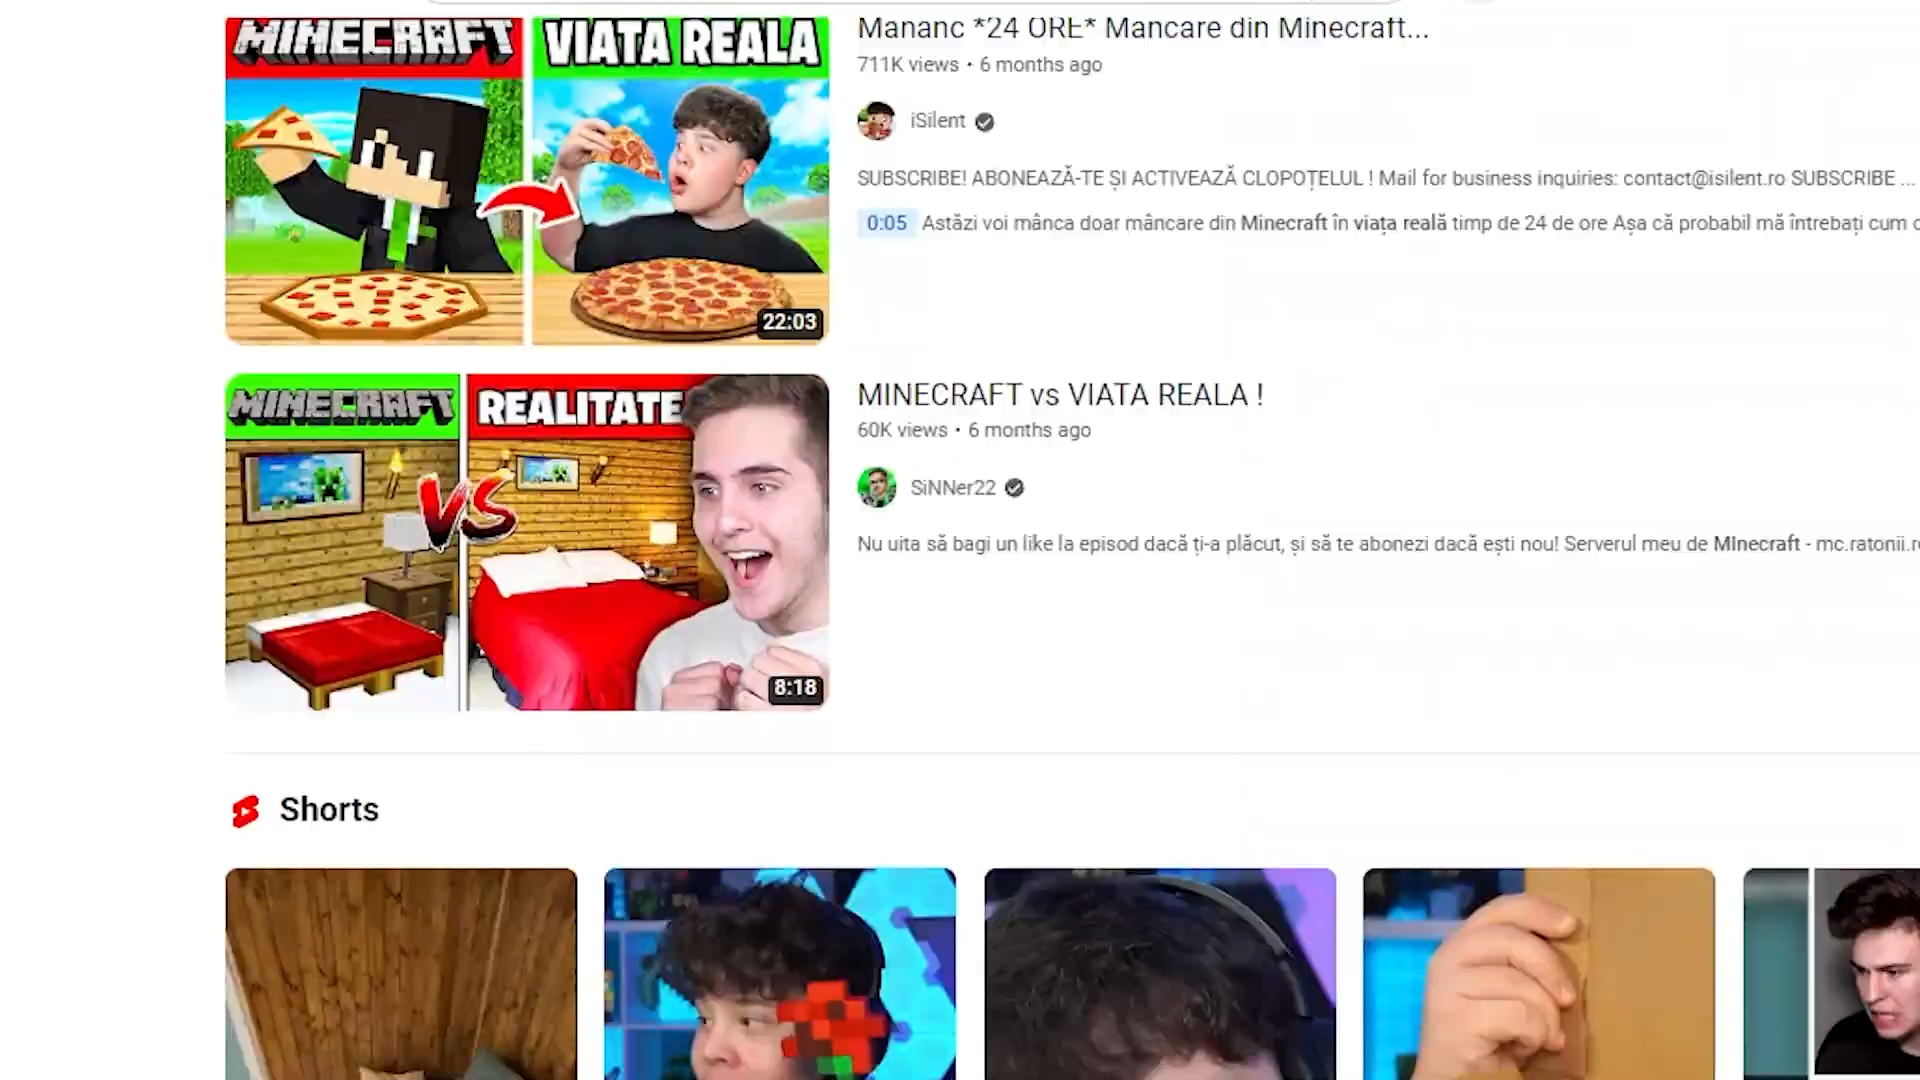 MINECRAFT
VIATA REALA
22:03
Mananc *24 ORE* Mancare din Minecraft...
711K views • 6 months ago
iSilent
SUBSCRIBE! ABONEAZĂ-TE ȘI ACTIVEAZĂ CLOPOȚELUL ! Mail for business inquiries: contact@isilent.ro SUBSCRIBE ...
0:05 Astăzi voi mânca doar mâncare din Minecraft în viața reală timp de 24 de ore Așa că probabil mă întrebați cum
MINECRAFT
REALITATE
VS
8:18
MINECRAFT vs VIATA REALA !
60K views • 6 months ago
SiNNer22
Nu uita să bagi un like la episod dacă ți-a plăcut, și să te abonezi dacă ești nou! Serverul meu de MInecraft - mc.ratonii.r
Shorts